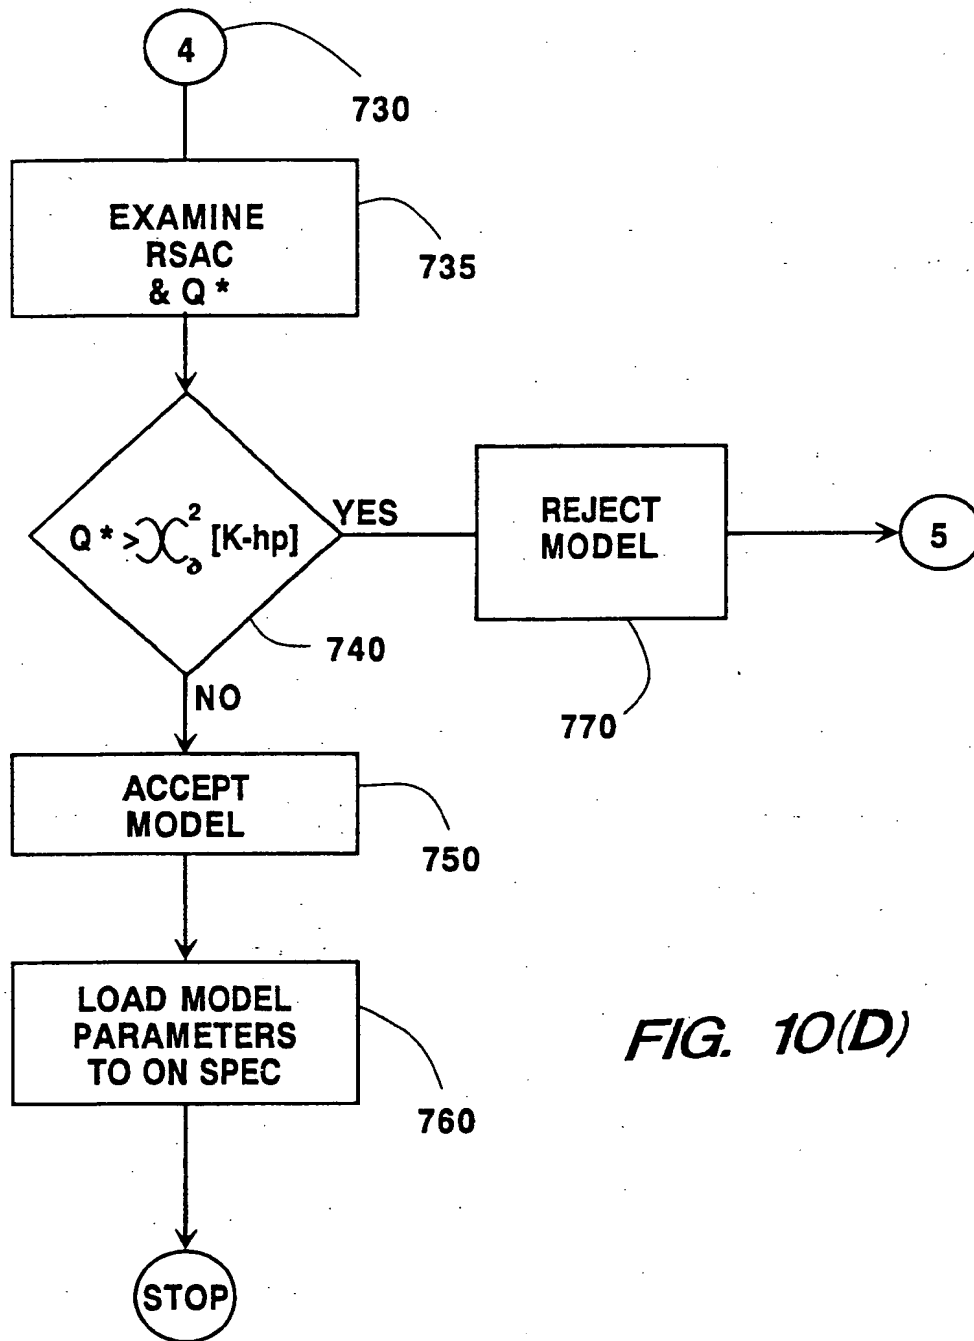 4
730
EXAMINE
RSAC
& Q *
735
Q * > χ²∂ [K-hp]
YES
REJECT
MODEL
5
740
770
NO
ACCEPT
MODEL
750
LOAD MODEL
PARAMETERS
TO ON SPEC
760
FIG. 10(D)
STOP